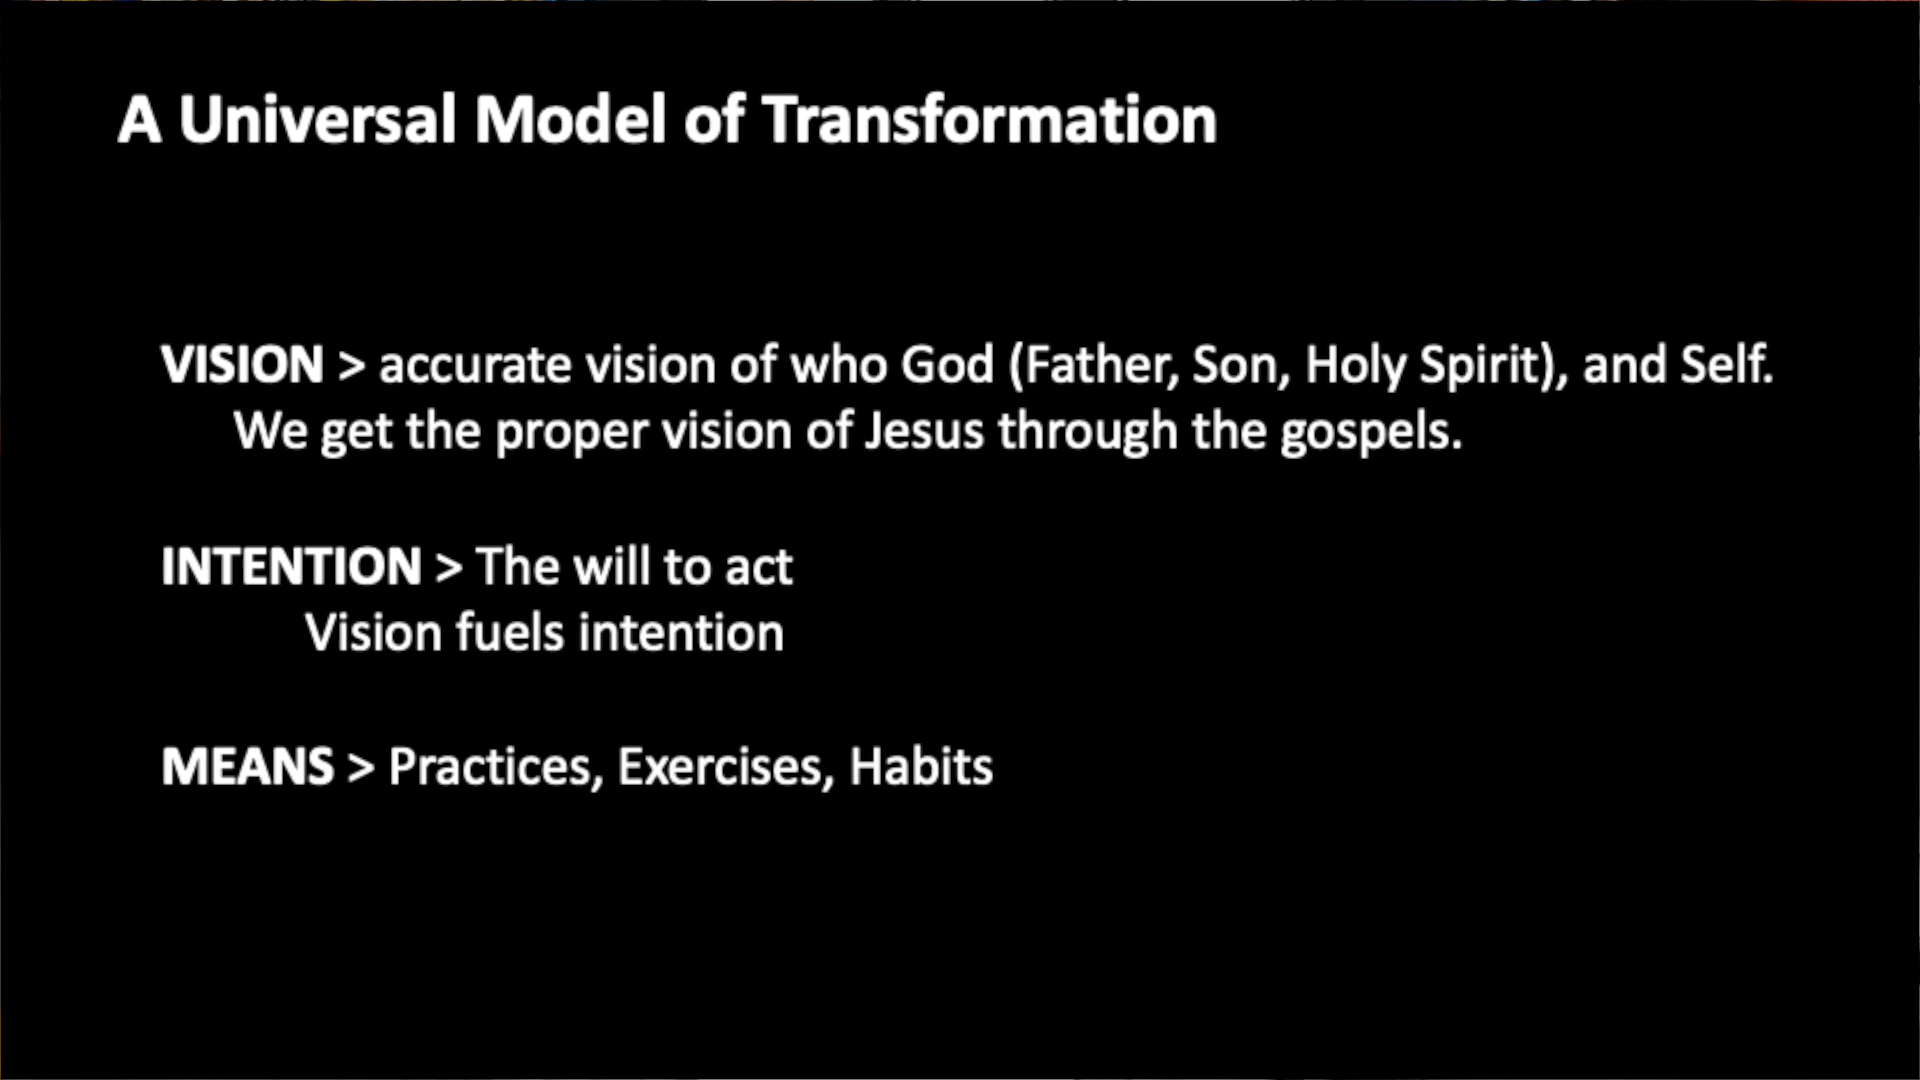 A Universal Model of Transformation
VISION > accurate vision of who God (Father, Son, Holy Spirit), and Self.
We get the proper vision of Jesus through the gospels.
INTENTION > The will to act
Vision fuels intention
MEANS > Practices, Exercises, Habits